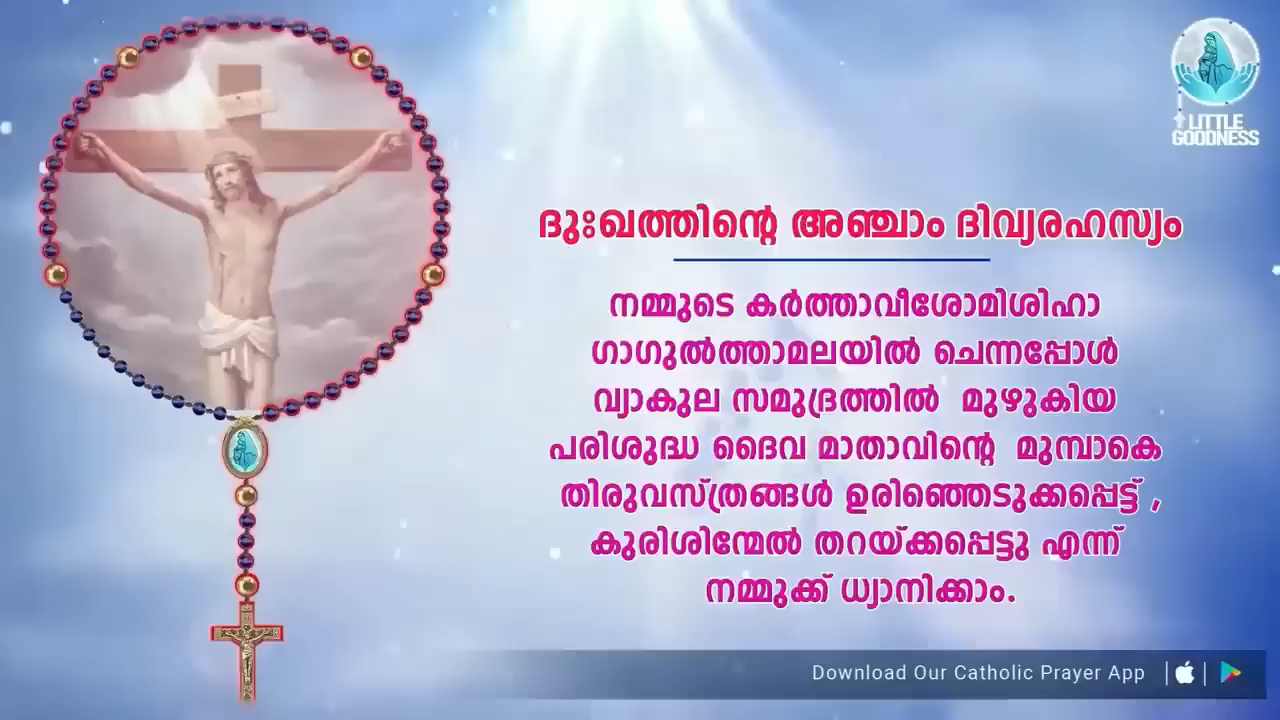 LITTLE
GOODNESS
ദുഃഖത്തിന്റെ അഞ്ചാം ദിവ്യരഹസ്യം
നമ്മുടെ കർത്താവീശോമിശിഹാ
ഗാഗുൽത്താമലയിൽ ചെന്നപ്പോൾ
വ്യാകുല സമുദ്രത്തിൽ മുഴുകിയ
പരിശുദ്ധ ദൈവ മാതാവിന്റെ മുമ്പാകെ
തിരുവസ്ത്രങ്ങൾ ഉരിഞ്ഞെടുക്കപ്പെട്ട് ,
കുരിശിന്മേൽ തറയ്ക്കപ്പെട്ടു എന്ന്
നമ്മുക്ക് ധ്യാനിക്കാം.
Download Our Catholic Prayer App